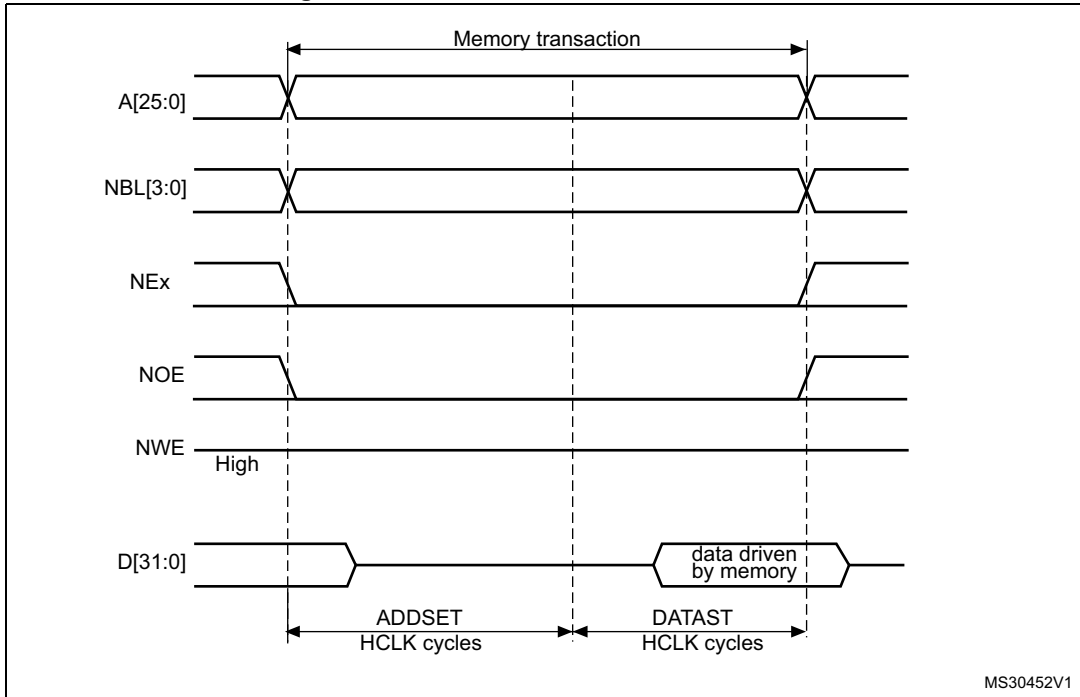 Memory transaction
A[25:0]
NBL[3:0]
NEx
NOE
NWE
High
D[31:0]
data driven
by memory
ADDSET
HCLK cycles
DATAST
HCLK cycles
MS30452V1